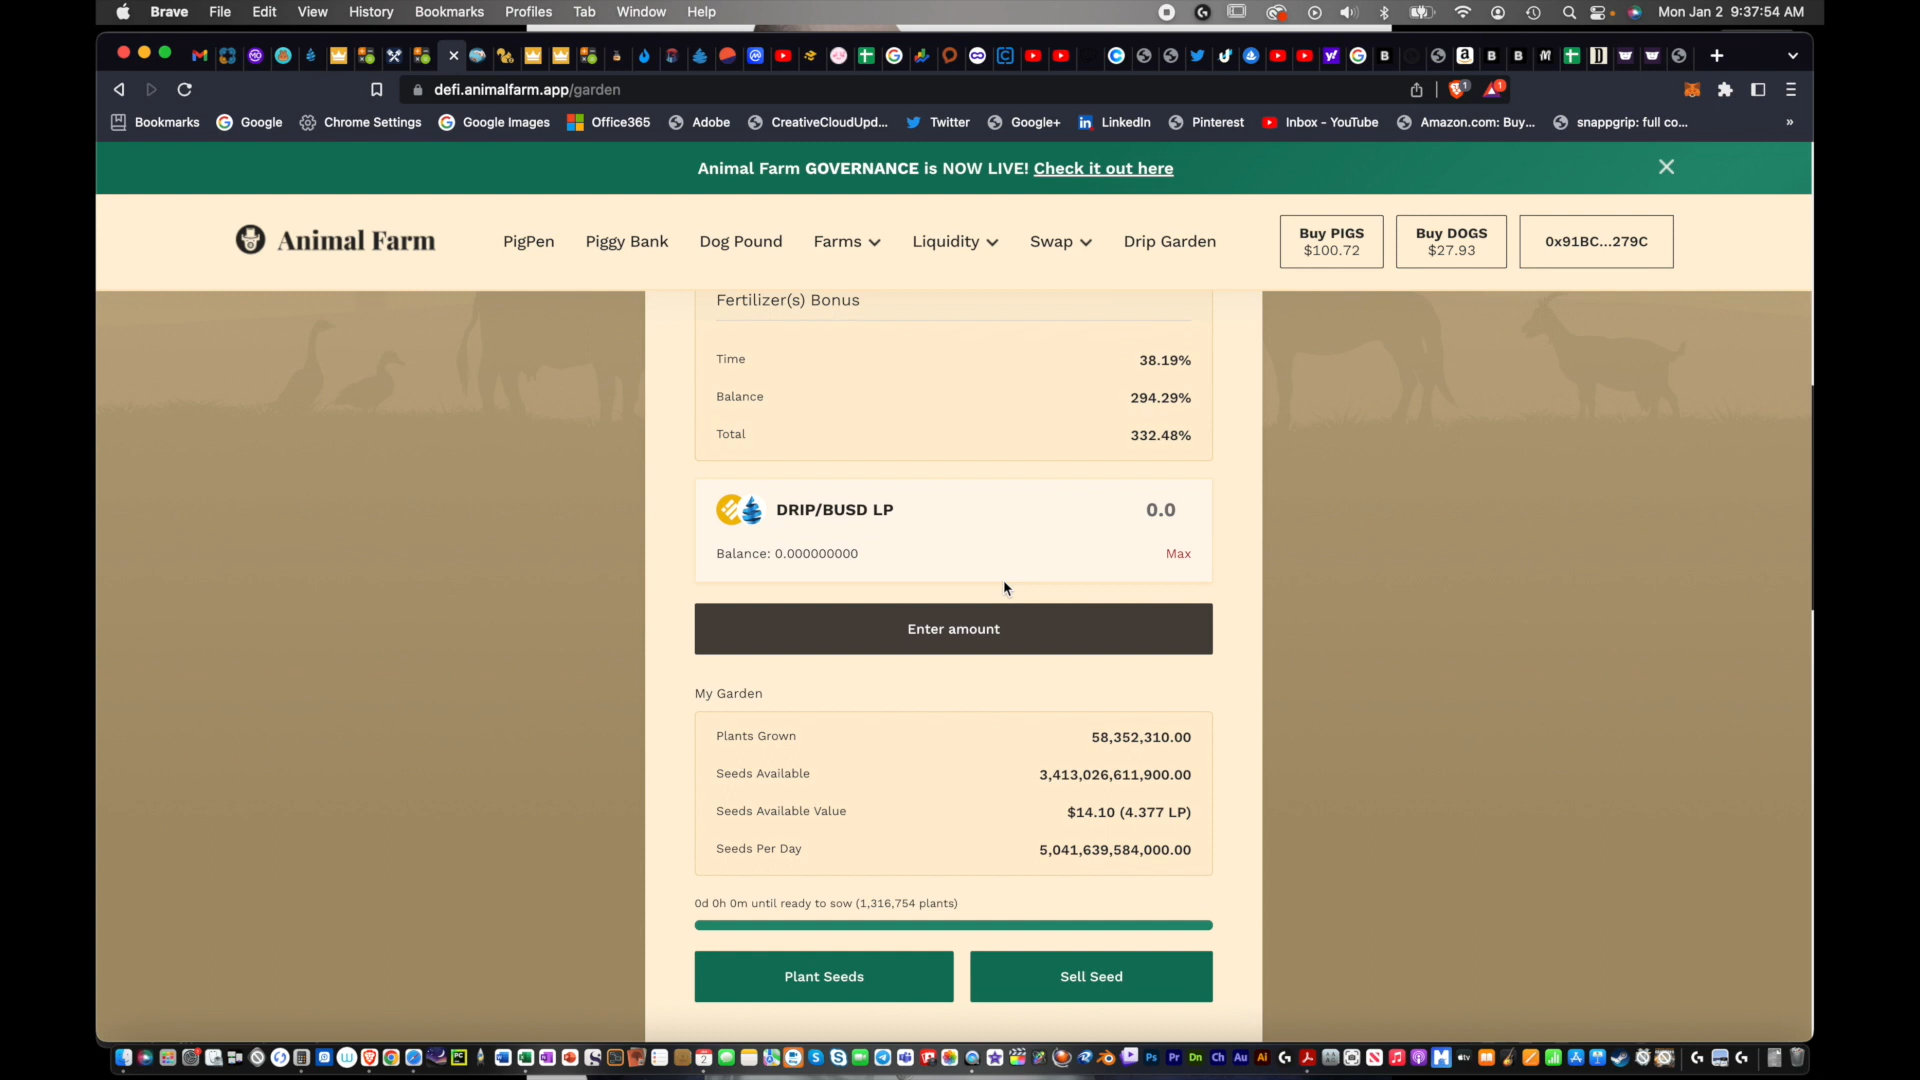 Brave File Edit View History Bookmarks Profiles Tab Window Help Mon Jan 2 9:37:54 AM
defi.animalfarm.app/garden
Bookmarks Google Chrome Settings Google Images Office365 Adobe CreativeCloudUpd... Twitter Google+ LinkedIn Pinterest Inbox - YouTube Amazon.com: Buy... snappgrip: full co... »
Animal Farm GOVERNANCE is NOW LIVE! Check it out here
Animal Farm PigPen Piggy Bank Dog Pound Farms Liquidity Swap Drip Garden
Buy PIGS
$100.72
Buy DOGS
$27.93
0x91BC...279C
Fertilizer(s) Bonus
Time 38.19%
Balance 294.29%
Total 332.48%
DRIP/BUSD LP 0.0
Balance: 0.000000000 Max
Enter amount
My Garden
Plants Grown 58,352,310.00
Seeds Available 3,413,026,611,900.00
Seeds Available Value $14.10 (4.377 LP)
Seeds Per Day 5,041,639,584,000.00
0d 0h 0m until ready to sow (1,316,754 plants)
Plant Seeds Sell Seed